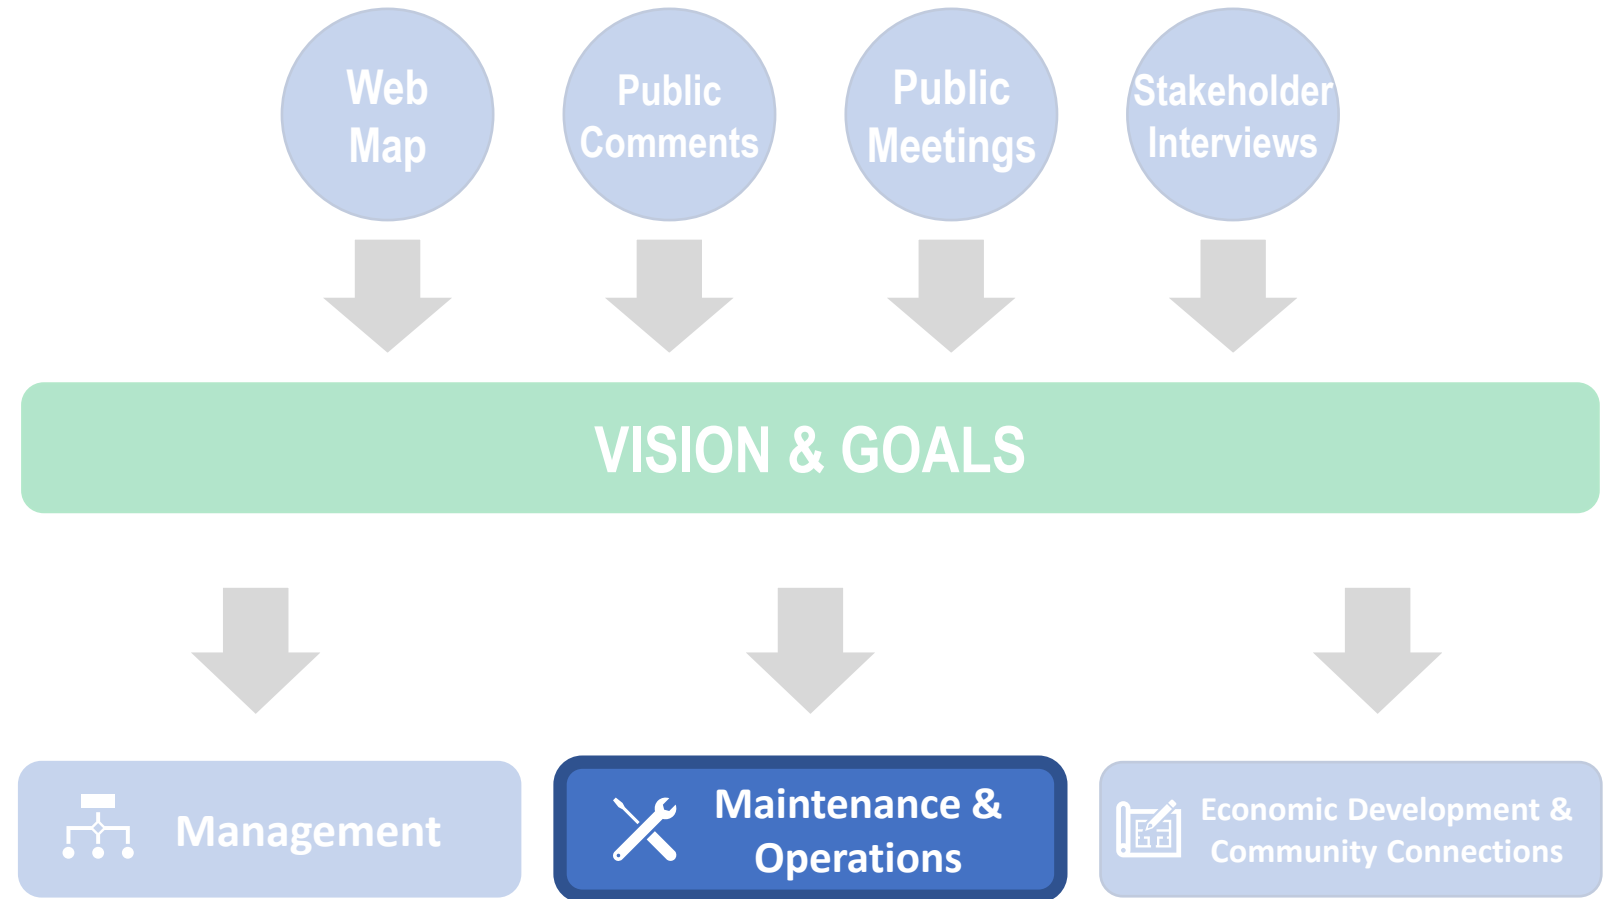 Web
Map
Public
Comments
Public
Meetings
Stakeholder
Interviews
VISION & GOALS
Management
Maintenance &
Operations
Economic Development &
Community Connections